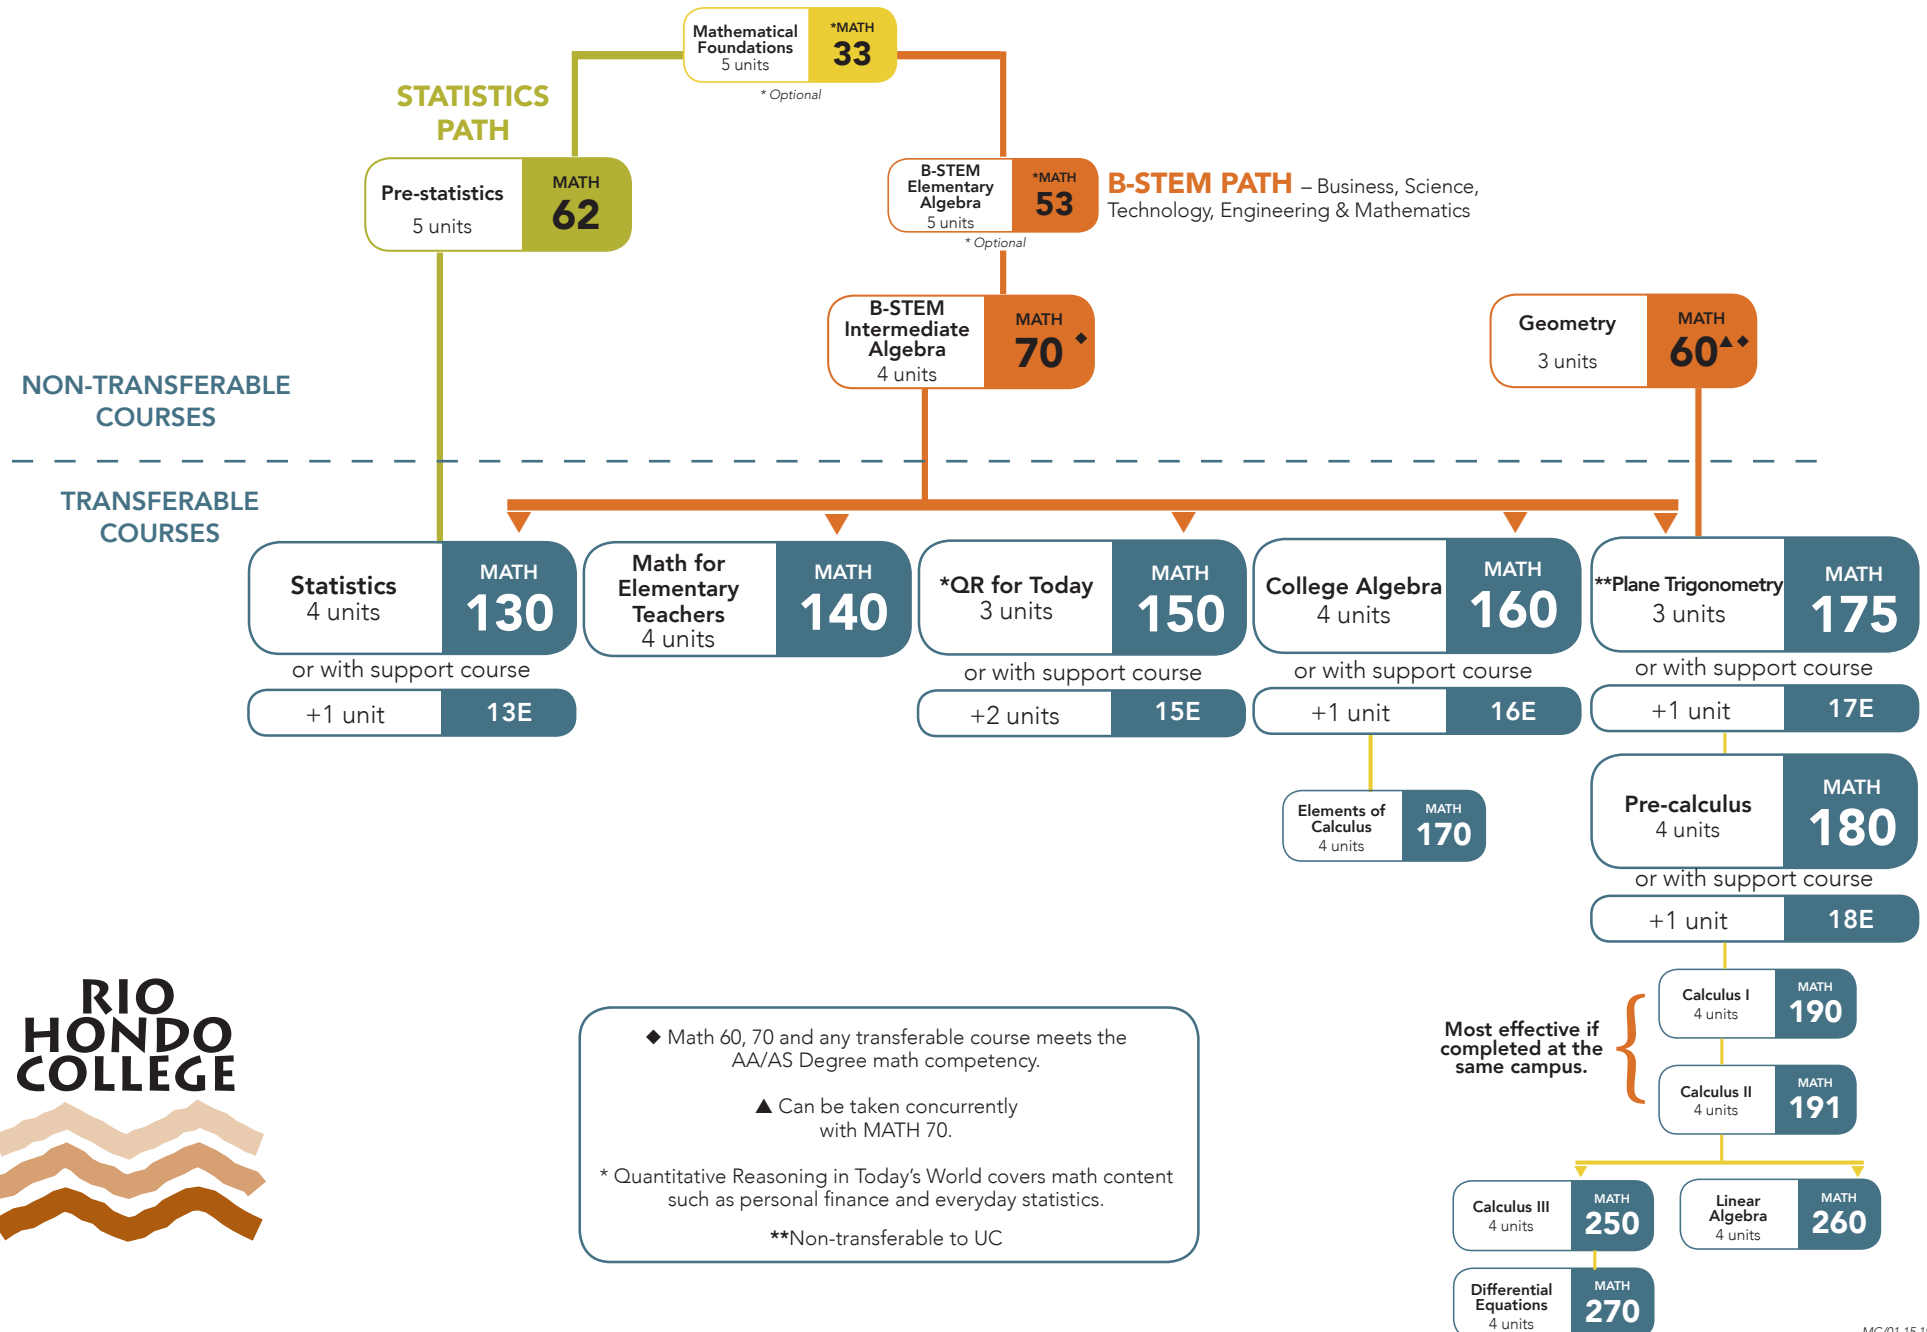 Mathematical
Foundations
5 units
*MATH
33
* Optional
STATISTICS
PATH
Pre-statistics
5 units
MATH
62
B-STEM
Elementary
Algebra
5 units
*MATH
53
* Optional
B-STEM PATH – Business, Science,
Technology, Engineering & Mathematics
B-STEM
Intermediate
Algebra
4 units
MATH
70 ◆
Geometry
3 units
MATH
60▲◆
NON-TRANSFERABLE
COURSES
TRANSFERABLE
COURSES
Statistics
4 units
MATH
130
or with support course
+1 unit
13E
Math for
Elementary
Teachers
4 units
MATH
140
*QR for Today
3 units
MATH
150
or with support course
+2 units
15E
College Algebra
4 units
MATH
160
or with support course
+1 unit
16E
Elements of
Calculus
4 units
MATH
170
**Plane Trigonometry
3 units
MATH
175
or with support course
+1 unit
17E
Pre-calculus
4 units
MATH
180
or with support course
+1 unit
18E
Most effective if
completed at the
same campus.
Calculus I
4 units
MATH
190
Calculus II
4 units
MATH
191
Calculus III
4 units
MATH
250
Linear
Algebra
4 units
MATH
260
Differential
Equations
4 units
MATH
270
RIO
HONDO
COLLEGE
◆ Math 60, 70 and any transferable course meets the
AA/AS Degree math competency.
▲ Can be taken concurrently
with MATH 70.
* Quantitative Reasoning in Today’s World covers math content
such as personal finance and everyday statistics.
**Non-transferable to UC